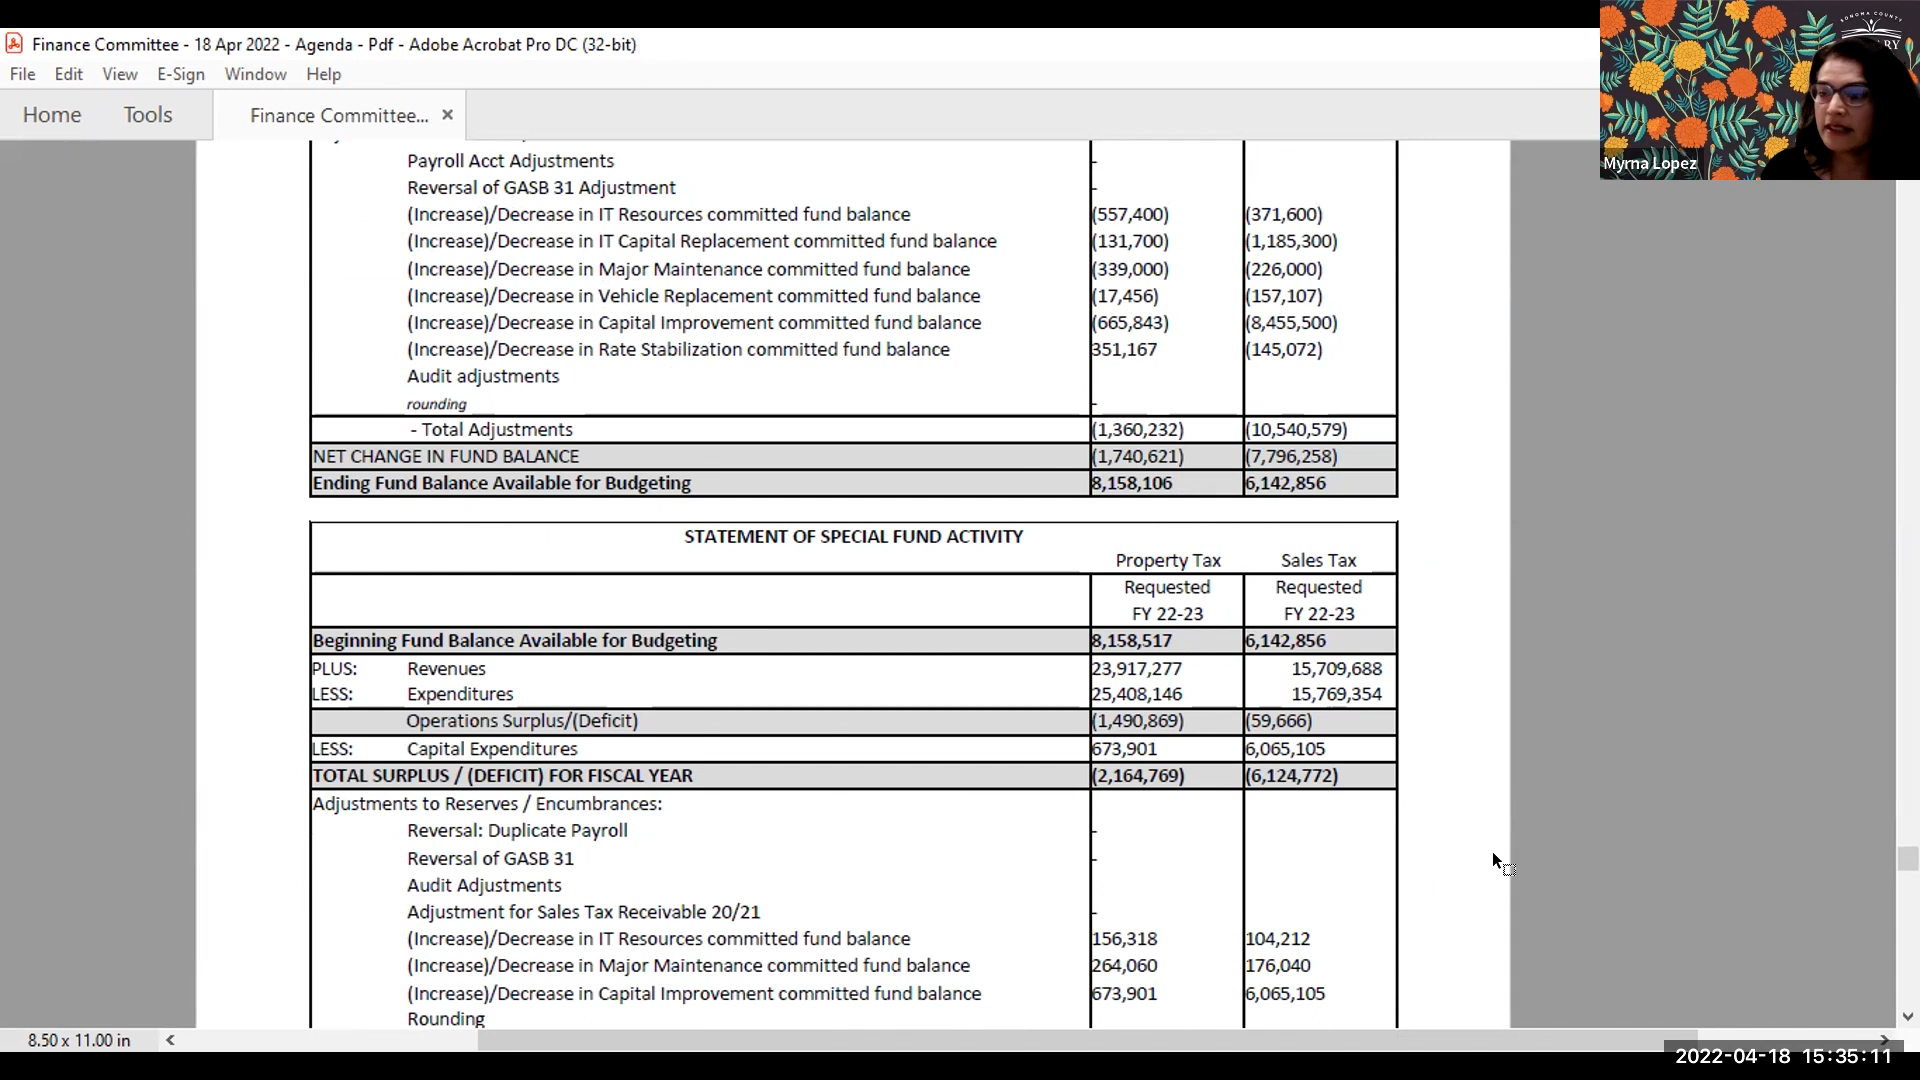 Finance Committee - 18 Apr 2022 - Agenda - Pdf - Adobe Acrobat Pro DC (32-bit)
File Edit View E-Sign Window Help
Home Tools Finance Committee... ×
SONOMA COUNTY
Myrna Lopez
Payroll Acct Adjustments -
Reversal of GASB 31 Adjustment -
(Increase)/Decrease in IT Resources committed fund balance (557,400) (371,600)
(Increase)/Decrease in IT Capital Replacement committed fund balance (131,700) (1,185,300)
(Increase)/Decrease in Major Maintenance committed fund balance (339,000) (226,000)
(Increase)/Decrease in Vehicle Replacement committed fund balance (17,456) (157,107)
(Increase)/Decrease in Capital Improvement committed fund balance (665,843) (8,455,500)
(Increase)/Decrease in Rate Stabilization committed fund balance 351,167 (145,072)
Audit adjustments
rounding -
- Total Adjustments (1,360,232) (10,540,579)
NET CHANGE IN FUND BALANCE (1,740,621) (7,796,258)
Ending Fund Balance Available for Budgeting 8,158,106 6,142,856
STATEMENT OF SPECIAL FUND ACTIVITY
Property Tax Sales Tax
Requested Requested
FY 22-23 FY 22-23
Beginning Fund Balance Available for Budgeting 8,158,517 6,142,856
PLUS: Revenues 23,917,277 15,709,688
LESS: Expenditures 25,408,146 15,769,354
Operations Surplus/(Deficit) (1,490,869) (59,666)
LESS: Capital Expenditures 673,901 6,065,105
TOTAL SURPLUS / (DEFICIT) FOR FISCAL YEAR (2,164,769) (6,124,772)
Adjustments to Reserves / Encumbrances:
Reversal: Duplicate Payroll -
Reversal of GASB 31 -
Audit Adjustments
Adjustment for Sales Tax Receivable 20/21 -
(Increase)/Decrease in IT Resources committed fund balance 156,318 104,212
(Increase)/Decrease in Major Maintenance committed fund balance 264,060 176,040
(Increase)/Decrease in Capital Improvement committed fund balance 673,901 6,065,105
Rounding
8.50 x 11.00 in
2022-04-18 15:35:11